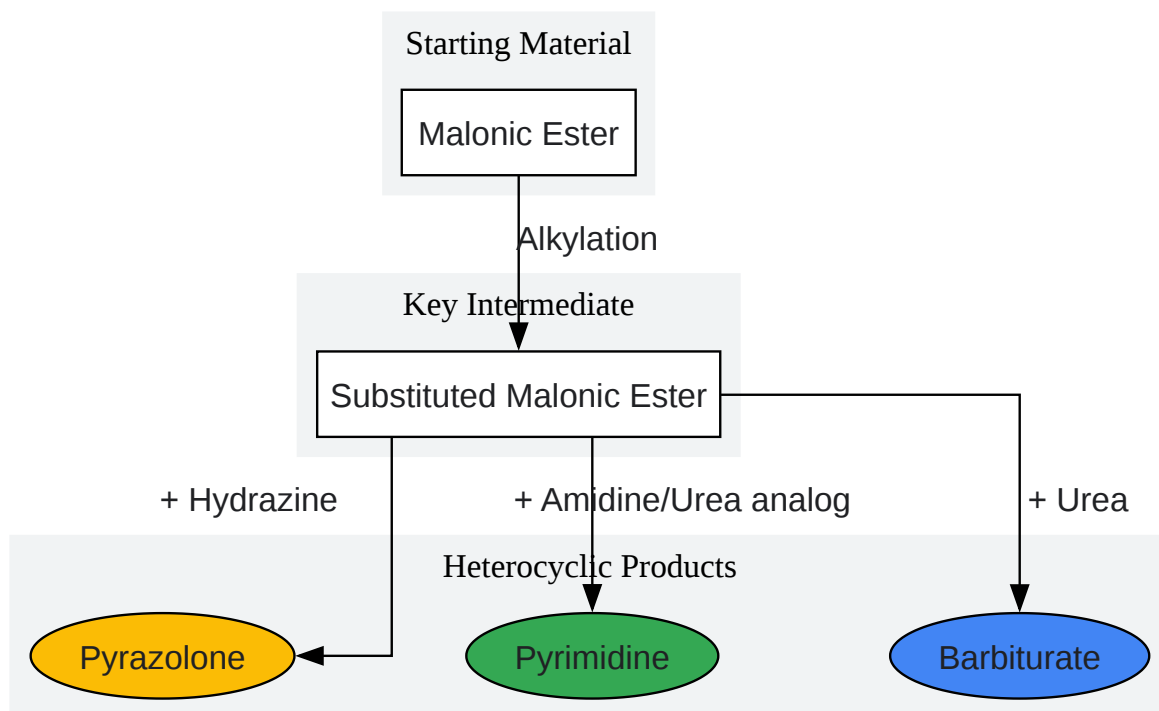 Starting Material
Malonic Ester
Alkylation
Key Intermediate
Substituted Malonic Ester
+ Hydrazine
+ Amidine/Urea analog
+ Urea
Heterocyclic Products
Pyrazolone
Pyrimidine
Barbiturate